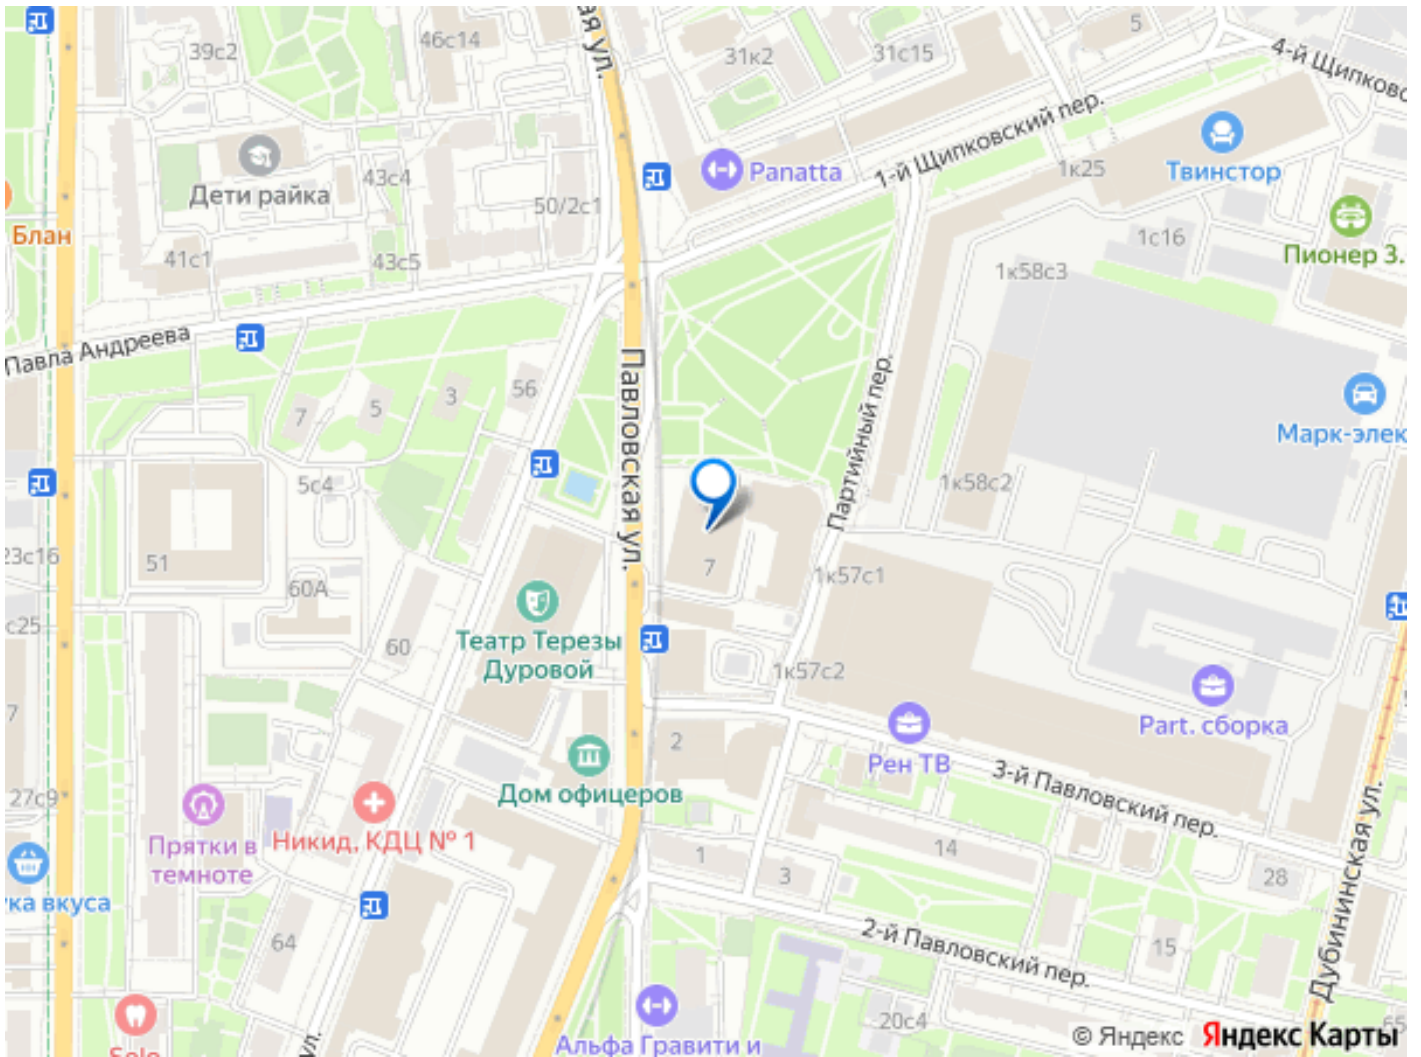 ая ул.
46с14
39с2
31к2
31с15
5
4-й Щипковс
1-й Щипковский пер.
Дети райка
43с4
Panatta
1к25
Твинстор
50/2с1
Блан
41с1
43с5
1с16
Пионер 3.
1к58с3
Павла Андреева
Павловская ул.
56
3
5
7
Партийный пер.
Марк-элек
5с4
1к58с2
23с16
51
7
1к57с1
60А
с25
60
Театр Терезы
Дуровой
1к57с2
7
2
Part. сборка
Рен ТВ
3-й Павловский пер.
Дом офицеров
27с9
Прятки в
темноте
Никид. КДЦ № 1
1
3
14
28
ка вкуса
64
2-й Павловский пер.
15
Дубининская ул.
20с4
ул.
Альфа Гравити и
© Яндекс Яндекс Карты